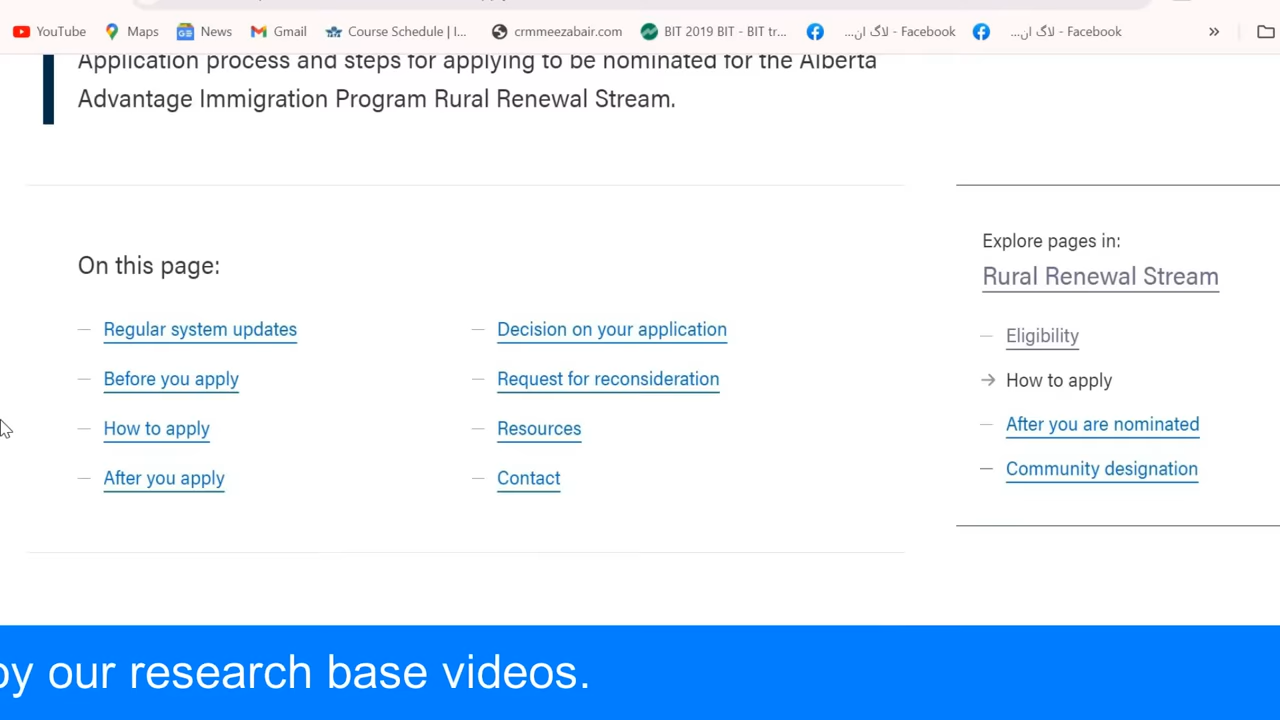 YouTube
Maps
News
Gmail
Course Schedule | I...
crmmeezabair.com
BIT 2019 BIT - BIT tr...
...لاگ ان - Facebook
...لاگ ان - Facebook
»
Application process and steps for applying to be nominated for the Alberta
Advantage Immigration Program Rural Renewal Stream.
On this page:
Regular system updates
Before you apply
How to apply
After you apply
Decision on your application
Request for reconsideration
Resources
Contact
Explore pages in:
Rural Renewal Stream
Eligibility
How to apply
After you are nominated
Community designation
by our research base videos.